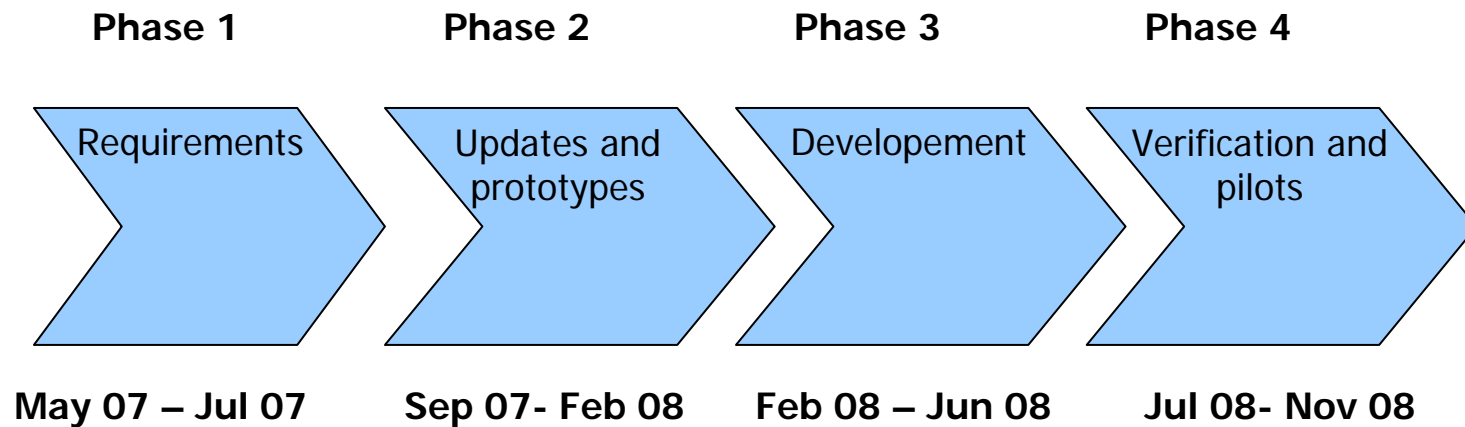 Phase 1 Phase 2 Phase 3 Phase 4
Requirements
Updates and
prototypes
Developement
Verification and
pilots
May 07 – Jul 07 Sep 07- Feb 08 Feb 08 – Jun 08 Jul 08- Nov 08